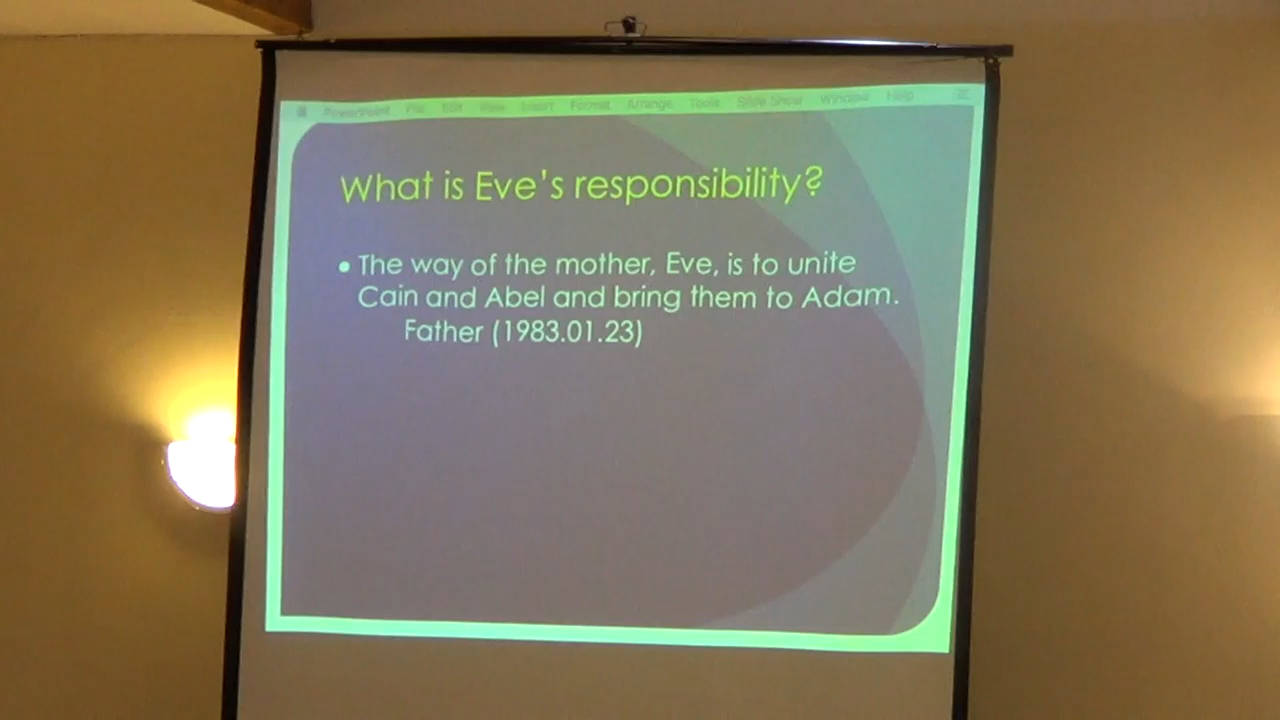 PowerPoint File Edit View Insert Format Arrange Tools Slide Show Window Help
What is Eve's responsibility?
• The way of the mother, Eve, is to unite
Cain and Abel and bring them to Adam.
Father (1983.01.23)